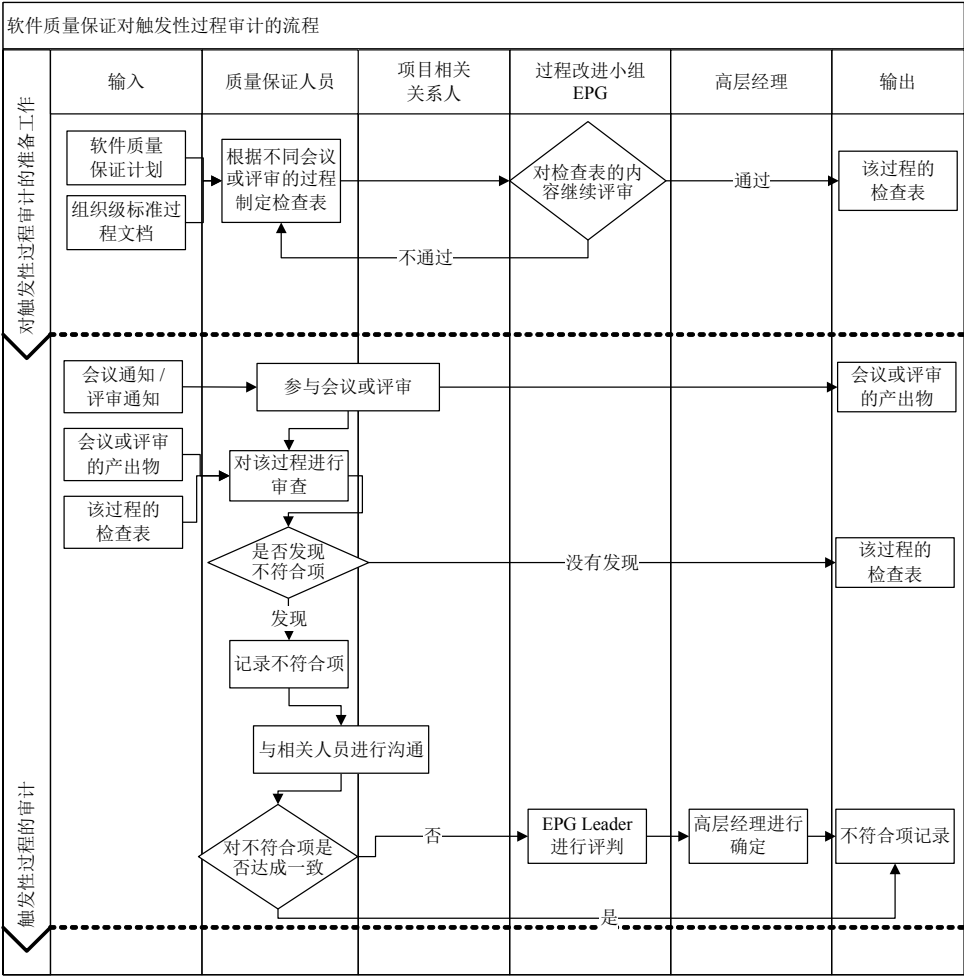 软件质量保证对触发性过程审计的流程
输入
质量保证人员
项目相关
关系人
过程改进小组
EPG
高层经理
输出
对触发性过程审计的准备工作
软件质量
保证计划
组织级标准过
程文档
根据不同会议
或评审的过程
制定检查表
对检查表的内
容继续评审
通过
不通过
该过程的
检查表
触发性过程的审计
会议通知 /
评审通知
参与会议或评审
会议或评审
的产出物
会议或评审
的产出物
该过程的
检查表
对该过程进行
审查
是否发现
不符合项
没有发现
该过程的
检查表
发现
记录不符合项
与相关人员进行沟通
对不符合项是
否达成一致
否
EPG Leader
进行评判
高层经理进行
确定
不符合项记录
是